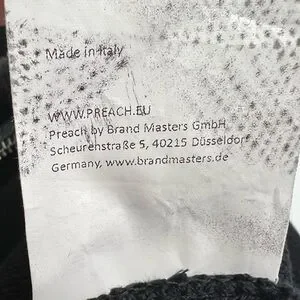 Made in Italy
WWW.PREACH.EU
Preach by Brand Masters GmbH
Scheurenstraße 5, 40215 Düsseldorf
Germany, www.brandmasters.de